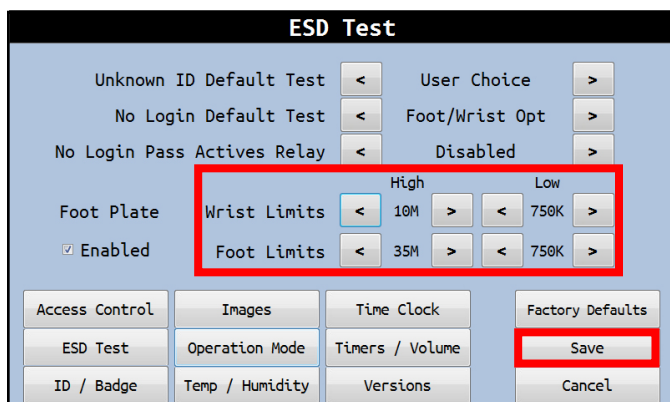 ESD Test
Unknown ID Default Test < User Choice >
No Login Default Test < Foot/Wrist Opt >
No Login Pass Actives Relay < Disabled >
High Low
Foot Plate Wrist Limits < 10M > < 750K >
Enabled Foot Limits < 35M > < 750K >
Access Control Images Time Clock Factory Defaults
ESD Test Operation Mode Timers / Volume Save
ID / Badge Temp / Humidity Versions Cancel